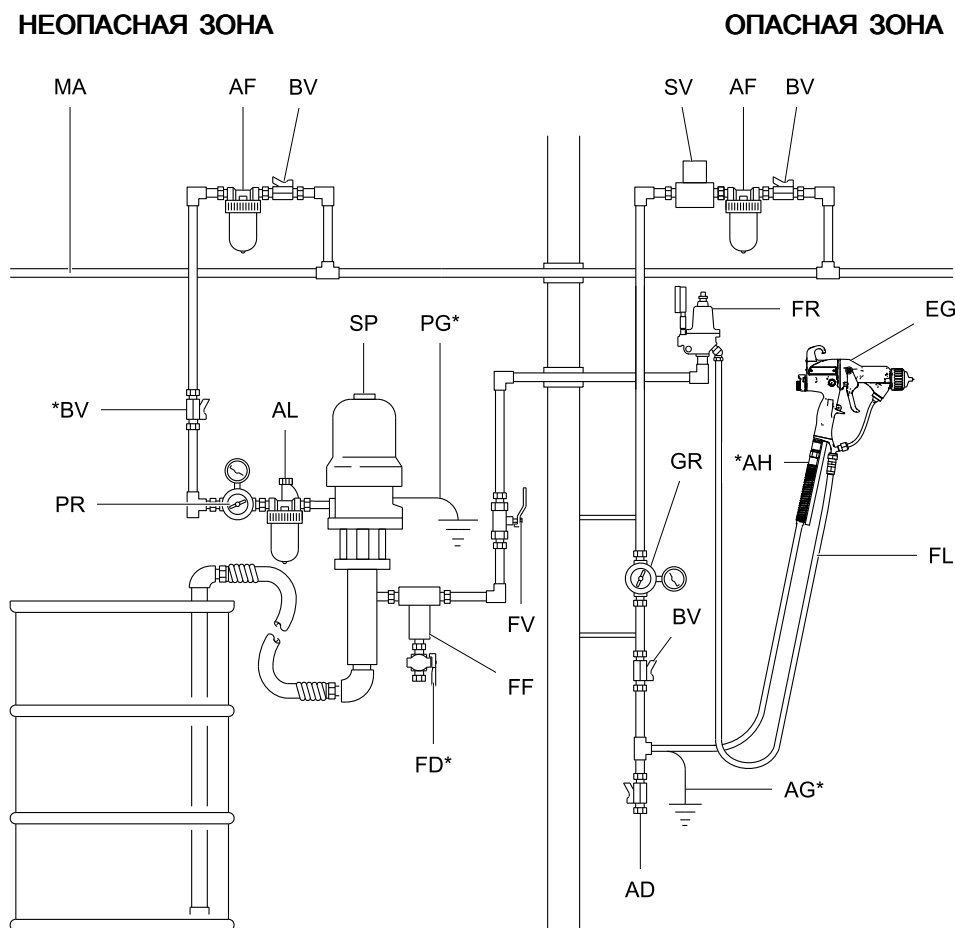 НЕОПАСНАЯ ЗОНА
ОПАСНАЯ ЗОНА
MA
AF
BV
SV
AF
BV
SP
PG*
FR
EG
*BV
AL
GR
*AH
PR
FL
FV
BV
FF
FD*
AG*
AD